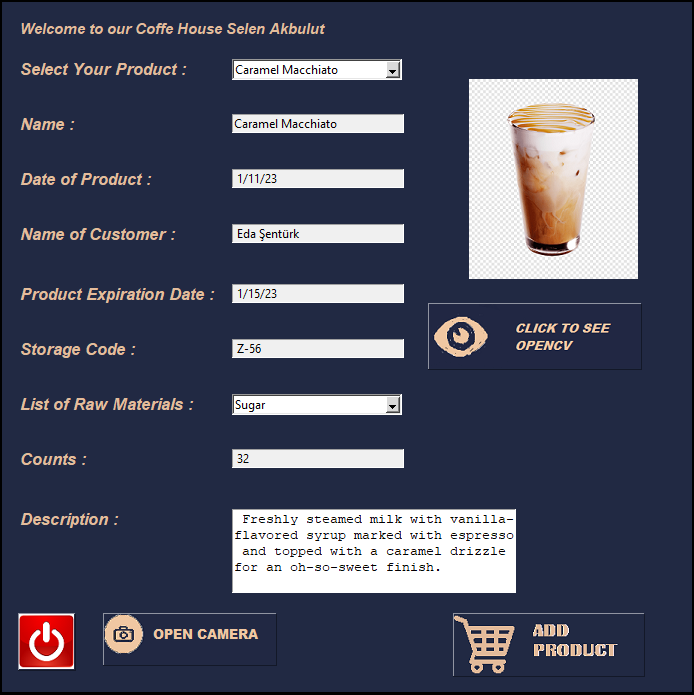 Welcome to our Coffe House Selen Akbulut
Select Your Product : Caramel Macchiato
Name : Caramel Macchiato
Date of Product : 1/11/23
Name of Customer : Eda Şentürk
Product Expiration Date : 1/15/23
CLICK TO SEE
OPENCV
Storage Code : Z-56
List of Raw Materials : Sugar
Counts : 32
Description : Freshly steamed milk with vanilla-
flavored syrup marked with espresso
and topped with a caramel drizzle
for an oh-so-sweet finish.
OPEN CAMERA
ADD
PRODUCT